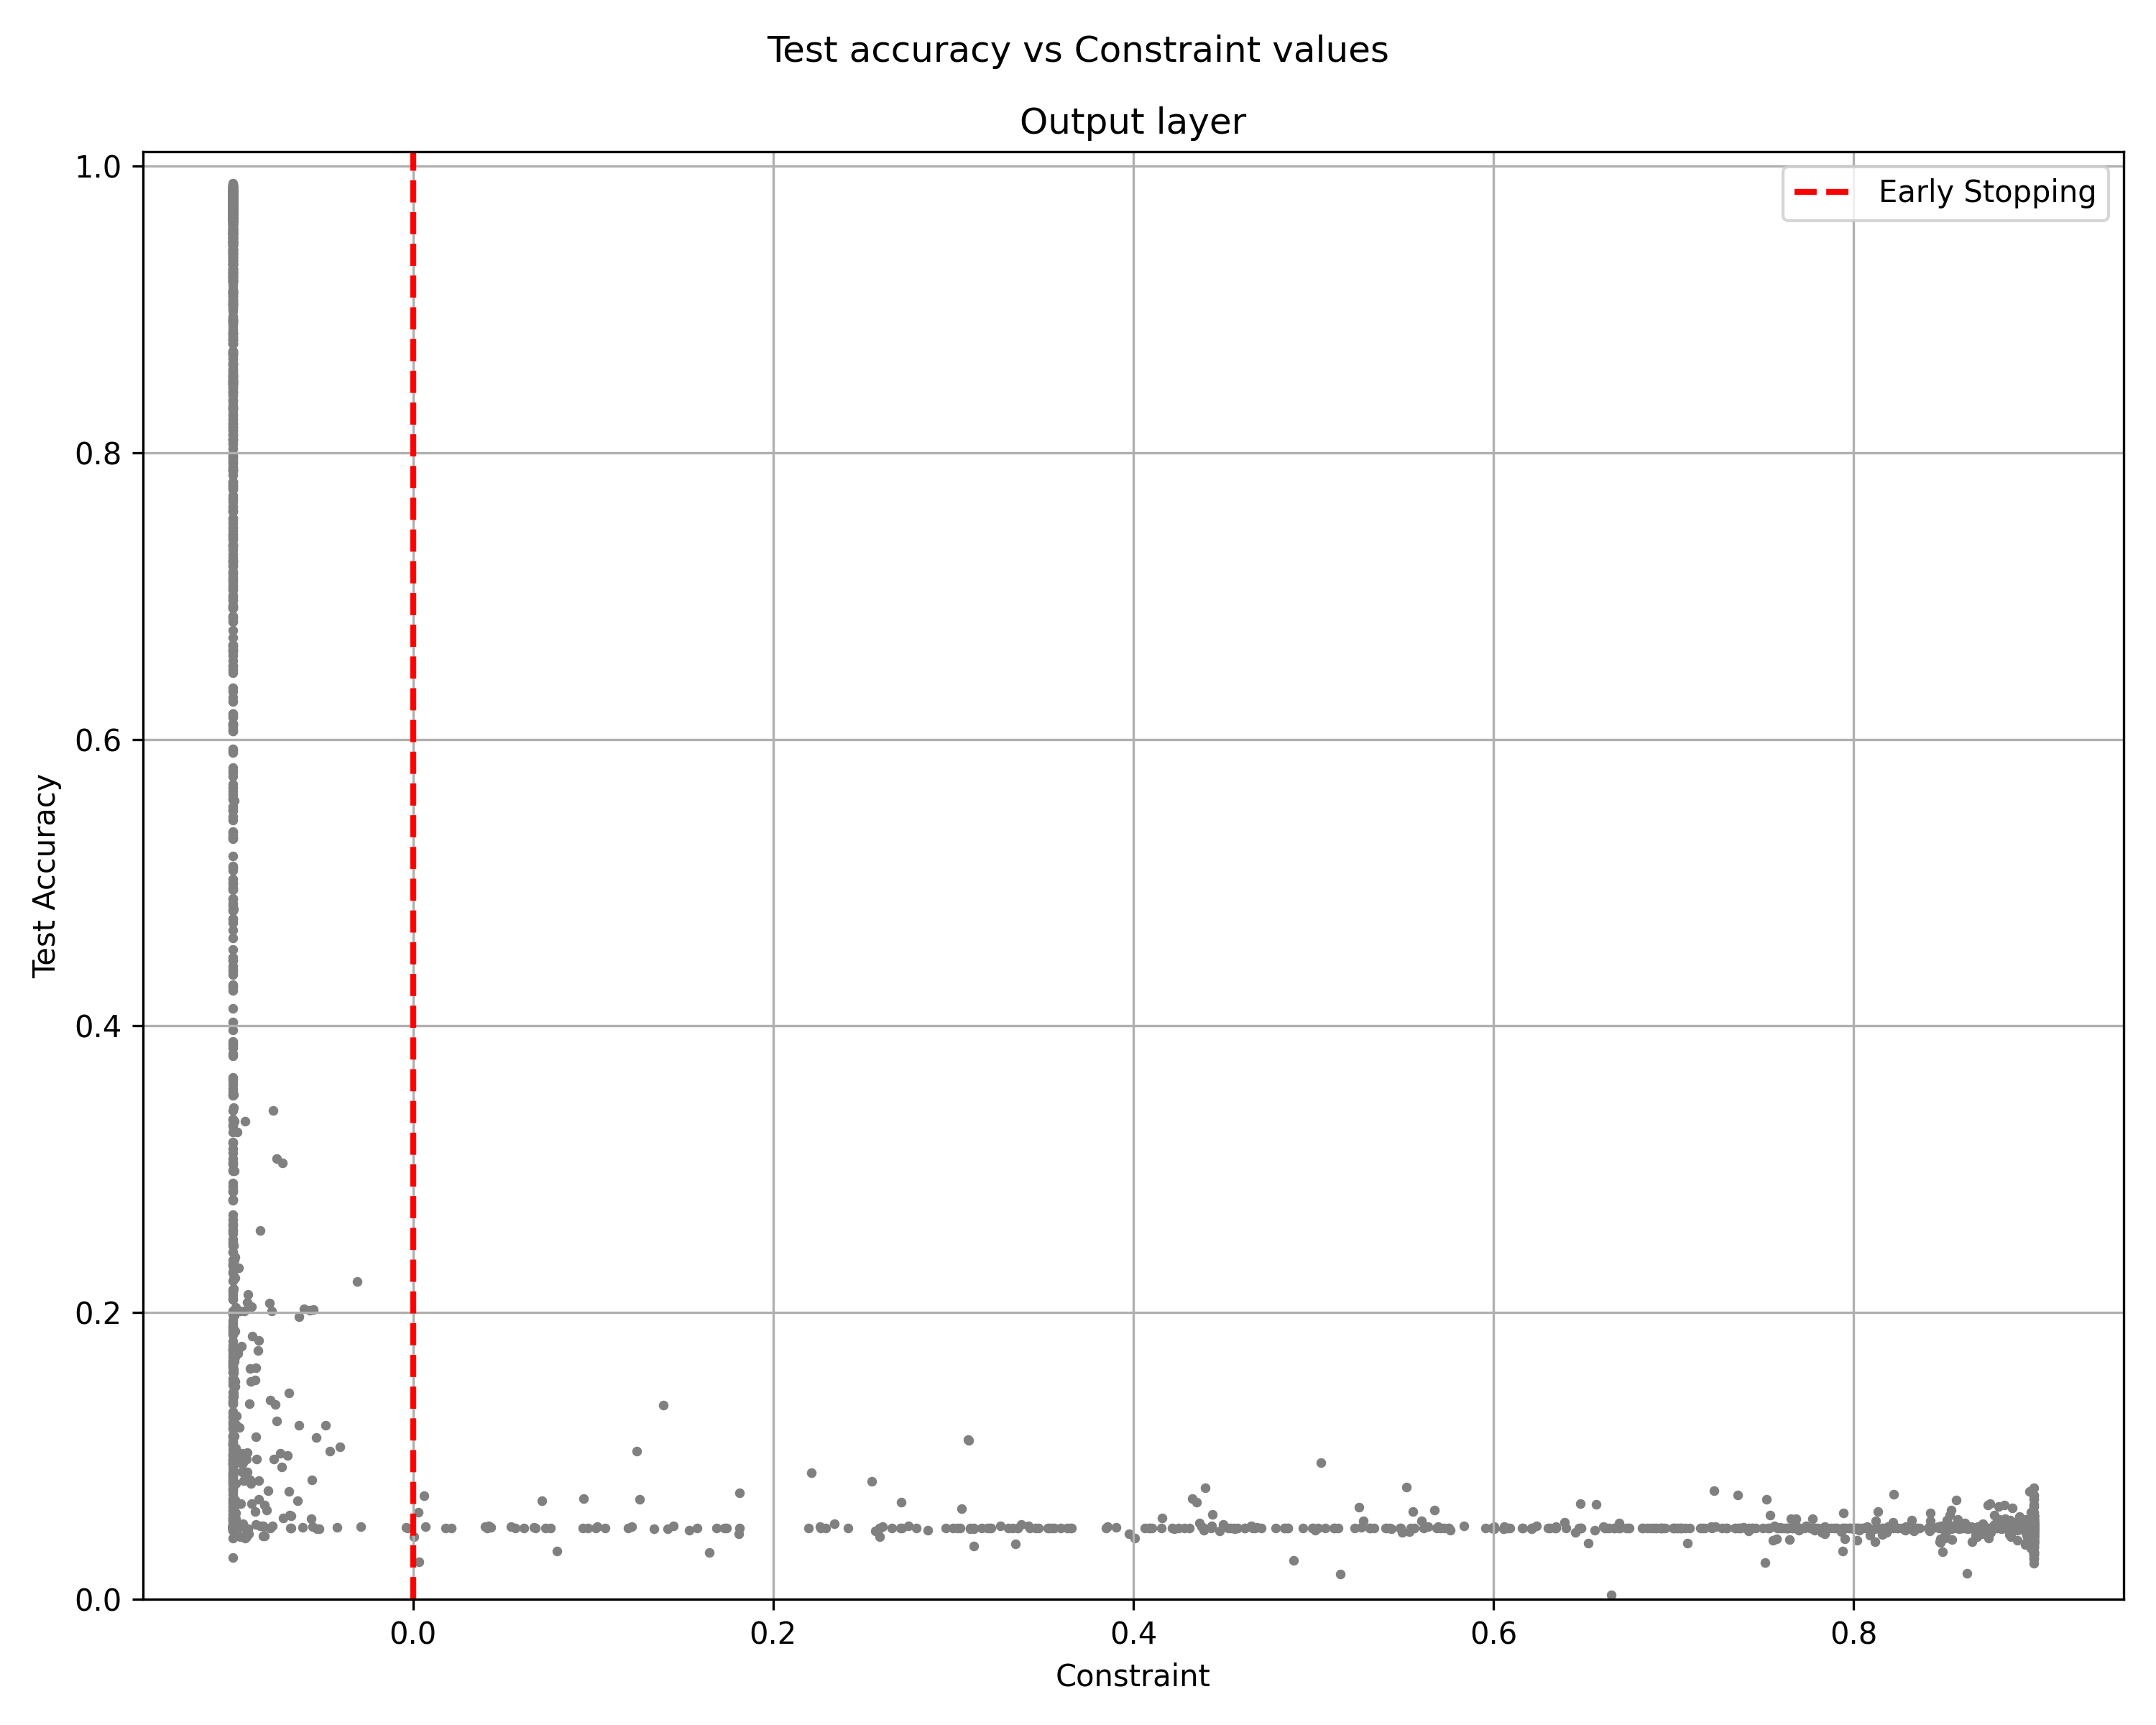 Test accuracy vs Constraint values
Output layer
Early Stopping
1.0
0.8
0.6
0.4
0.2
0.0
Test Accuracy
0.0 0.2 0.4 0.6 0.8
Constraint